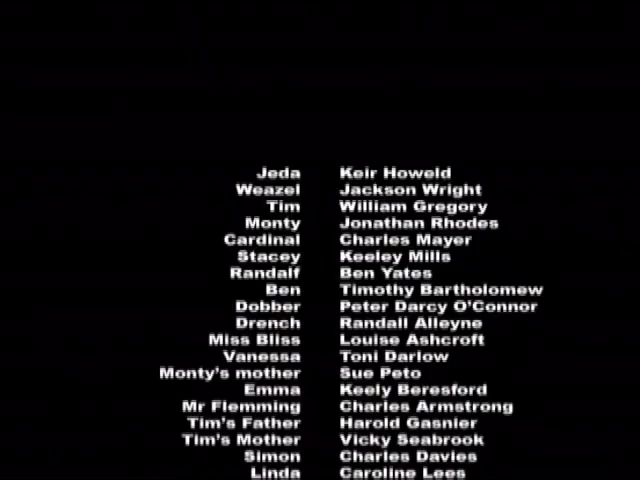 Jeda Keir Howeld
Weazel Jackson Wright
Tim William Gregory
Monty Jonathan Rhodes
Cardinal Charles Mayer
Stacey Keeley Mills
Randalf Ben Yates
Ben Timothy Bartholomew
Dobber Peter Darcy O'Connor
Drench Randall Alleyne
Miss Bliss Louise Ashcroft
Vanessa Toni Darlow
Monty's mother Sue Peto
Emma Keely Beresford
Mr Flemming Charles Armstrong
Tim's Father Harold Gasnier
Tim's Mother Vicky Seabrook
Simon Charles Davies
Linda Caroline Lees